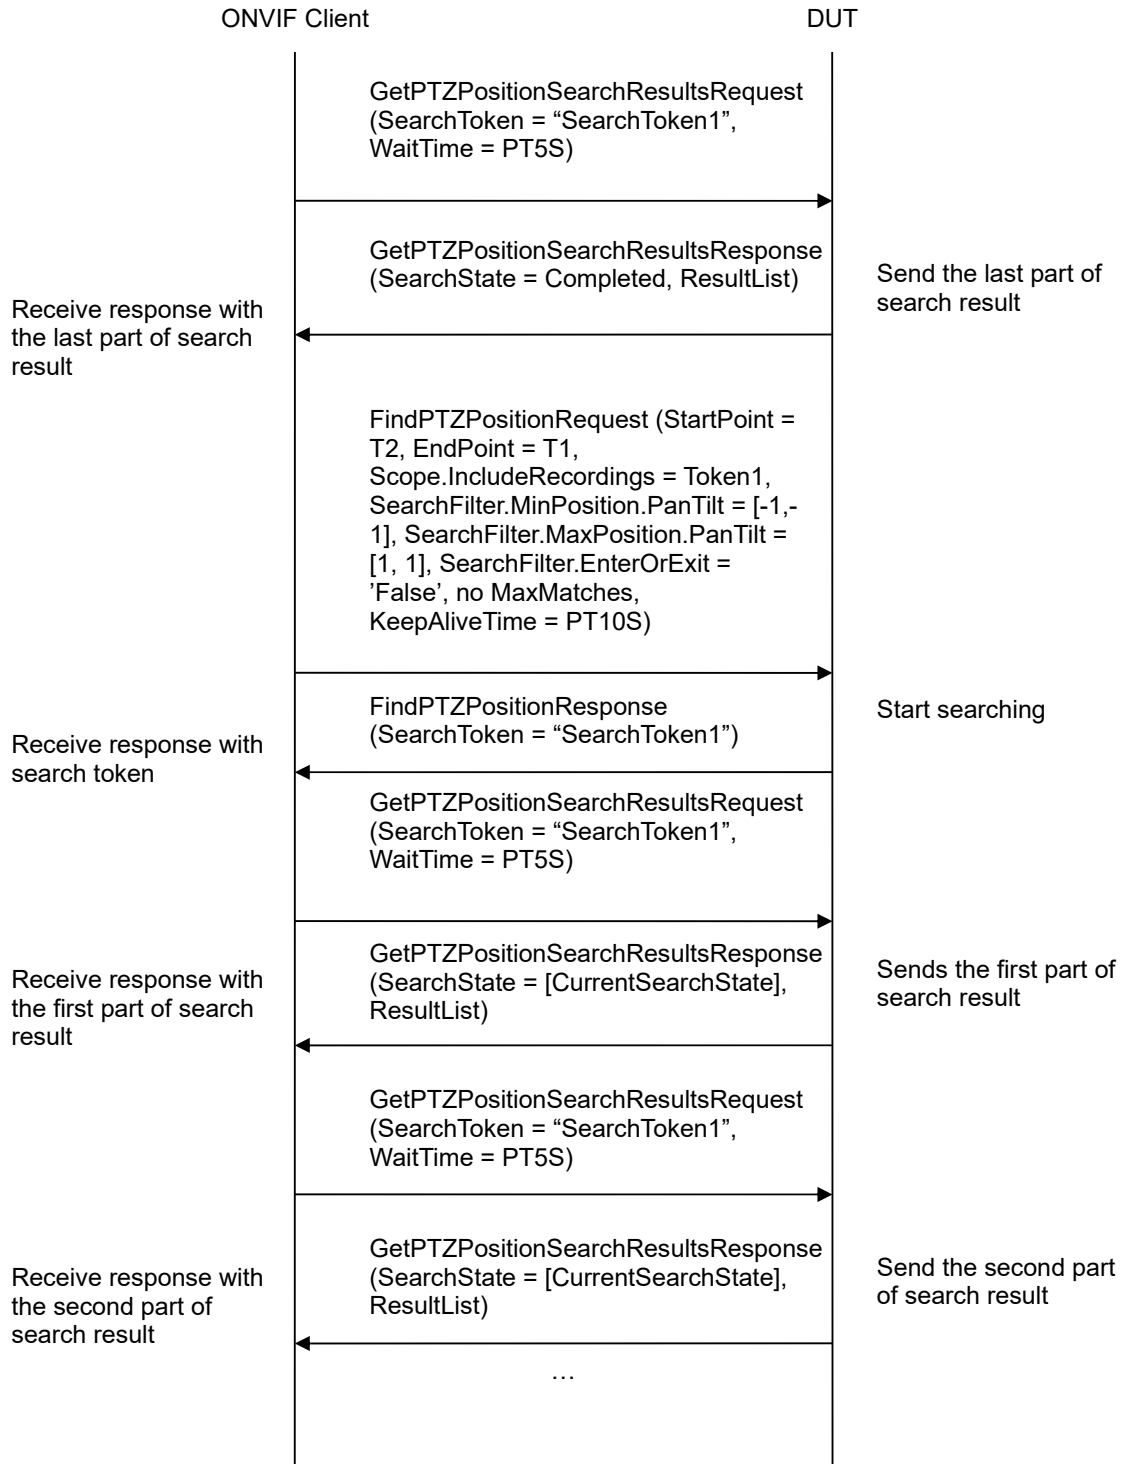 ONVIF Client
DUT
GetPTZPositionSearchResultsRequest
(SearchToken = “SearchToken1”,
WaitTime = PT5S)
GetPTZPositionSearchResultsResponse
(SearchState = Completed, ResultList)
Send the last part of
search result
Receive response with
the last part of search
result
FindPTZPositionRequest (StartPoint =
T2, EndPoint = T1,
Scope.IncludeRecordings = Token1,
SearchFilter.MinPosition.PanTilt = [-1,-
1], SearchFilter.MaxPosition.PanTilt =
[1, 1], SearchFilter.EnterOrExit =
’False’, no MaxMatches,
KeepAliveTime = PT10S)
Start searching
FindPTZPositionResponse
(SearchToken = “SearchToken1”)
Receive response with
search token
GetPTZPositionSearchResultsRequest
(SearchToken = “SearchToken1”,
WaitTime = PT5S)
GetPTZPositionSearchResultsResponse
(SearchState = [CurrentSearchState],
ResultList)
Sends the first part of
search result
Receive response with
the first part of search
result
GetPTZPositionSearchResultsRequest
(SearchToken = “SearchToken1”,
WaitTime = PT5S)
GetPTZPositionSearchResultsResponse
(SearchState = [CurrentSearchState],
ResultList)
Send the second part
of search result
Receive response with
the second part of
search result
…